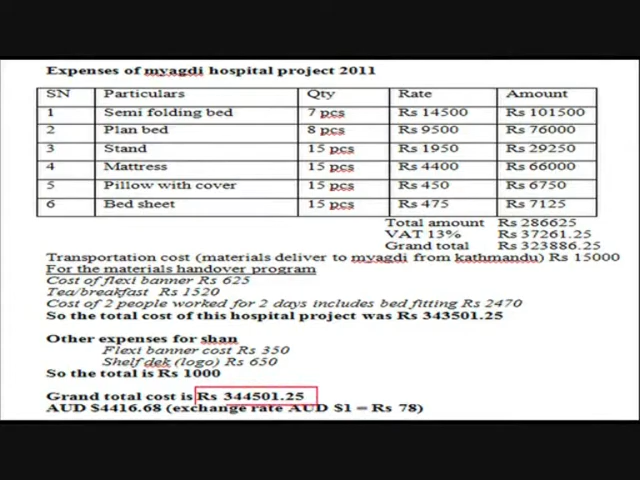 Expenses of myagdi hospital project 2011
SN Particulars Qty Rate Amount
1 Semi folding bed 7 pcs Rs 14500 Rs 101500
2 Plan bed 8 pcs Rs 9500 Rs 76000
3 Stand 15 pcs Rs 1950 Rs 29250
4 Mattress 15 pcs Rs 4400 Rs 66000
5 Pillow with cover 15 pcs Rs 450 Rs 6750
6 Bed sheet 15 pcs Rs 475 Rs 7125
Total amount Rs 286625
VAT 13% Rs 37261.25
Grand total Rs 323886.25
Transportation cost (materials deliver to myagdi from kathmandu) Rs 15000
For the materials handover program
Cost of flexi banner Rs 625
Tea/breakfast Rs 1520
Cost of 2 people worked for 2 days includes bed fitting Rs 2470
So the total cost of this hospital project was Rs 343501.25
Other expenses for shan
Flexi banner cost Rs 350
Shelf dek (logo) Rs 650
So the total is Rs 1000
Grand total cost is Rs 344501.25
AUD $4416.68 (exchange rate AUD $1 = Rs 78)